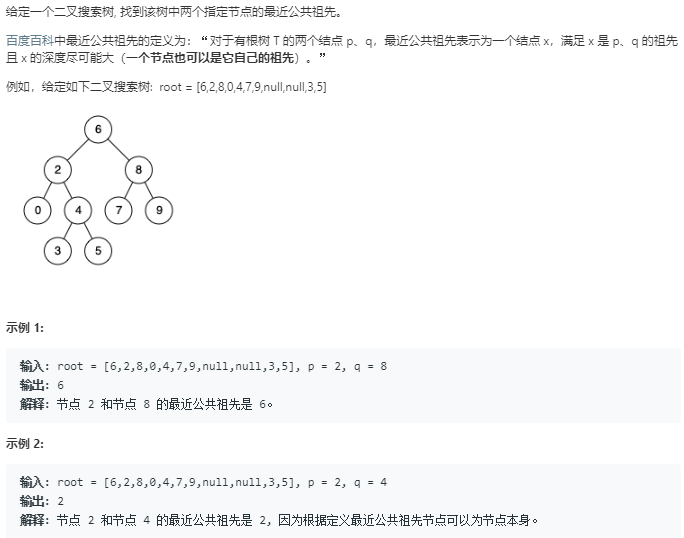 给定一个二叉搜索树, 找到该树中两个指定节点的最近公共祖先。
百度百科中最近公共祖先的定义为：“对于有根树 T 的两个结点 p、q，最近公共祖先表示为一个结点 x，满足 x 是 p、q 的祖先
且 x 的深度尽可能大（一个节点也可以是它自己的祖先）。”
例如，给定如下二叉搜索树:  root = [6,2,8,0,4,7,9,null,null,3,5]
6
2 8
0 4 7 9
3 5
示例 1:
输入: root = [6,2,8,0,4,7,9,null,null,3,5], p = 2, q = 8
输出: 6
解释: 节点 2 和节点 8 的最近公共祖先是 6。
示例 2:
输入: root = [6,2,8,0,4,7,9,null,null,3,5], p = 2, q = 4
输出: 2
解释: 节点 2 和节点 4 的最近公共祖先是 2, 因为根据定义最近公共祖先节点可以为节点本身。